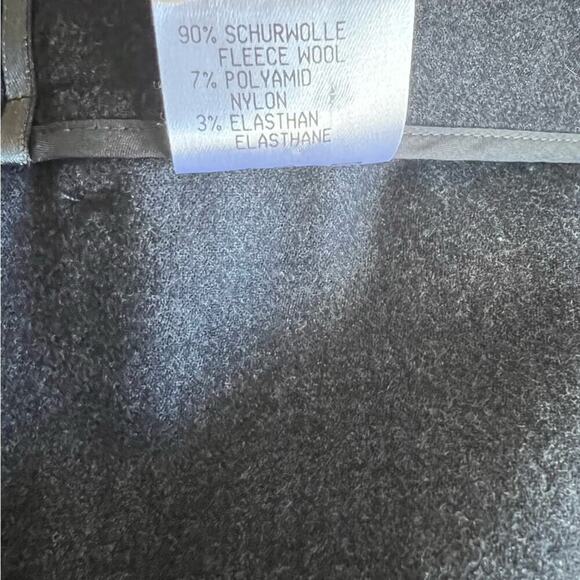 90% SCHURWOLLE
FLEECE WOOL
7% POLYAMID
NYLON
3% ELASTHAN
ELASTHANE